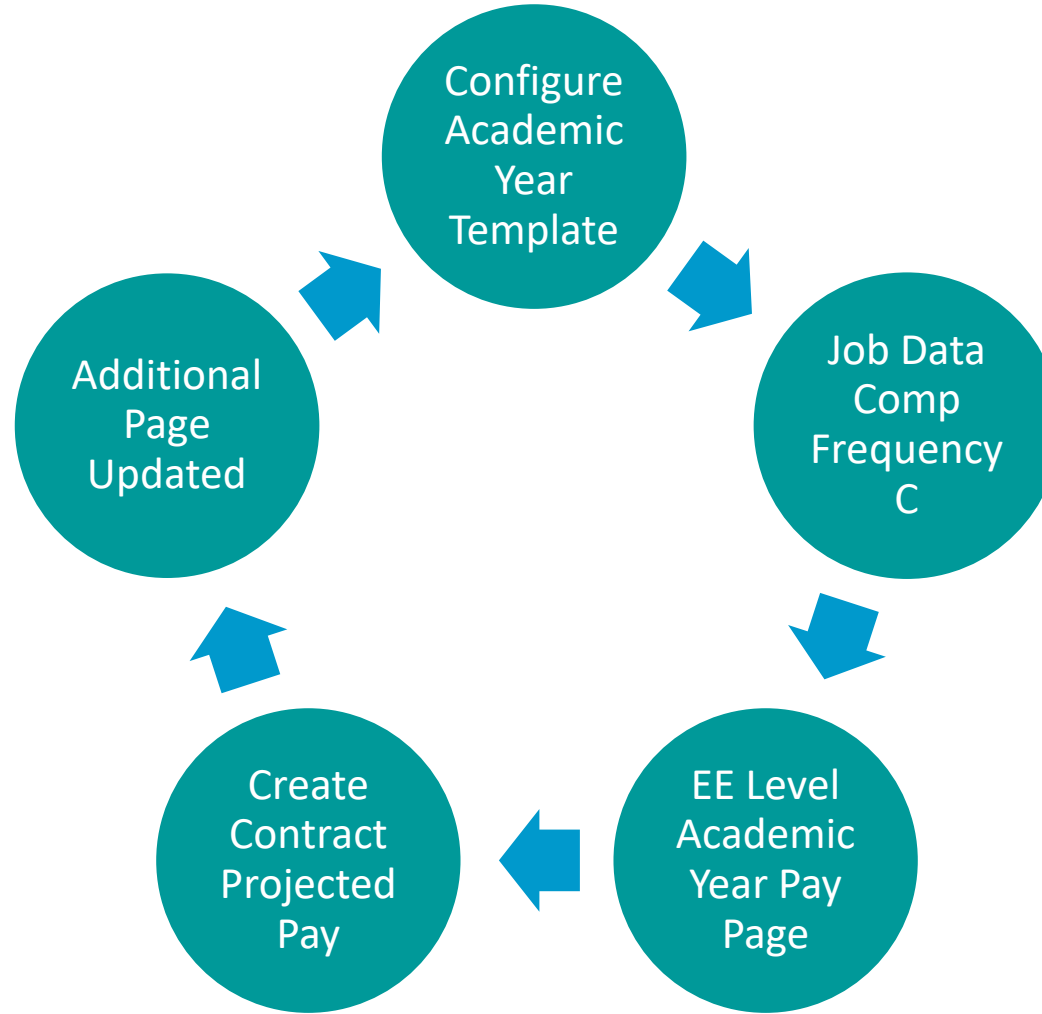 Configure
Academic
Year
Template
Job Data
Comp
Frequency
C
EE Level
Academic
Year Pay
Page
Create
Contract
Projected
Pay
Additional
Page
Updated